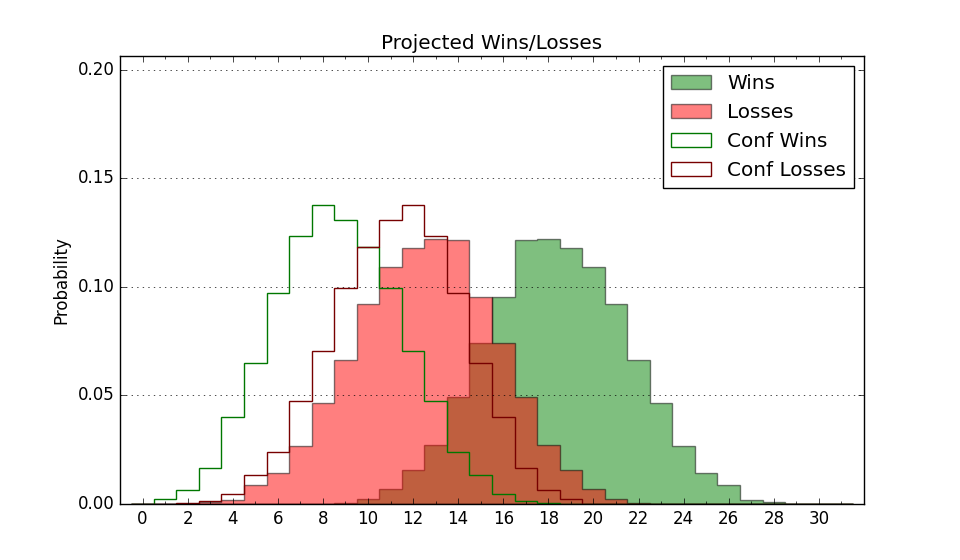 Projected Wins/Losses
Probability
0.20
0.15
0.10
0.05
0.00
Wins
Losses
Conf Wins
Conf Losses
0 2 4 6 8 10 12 14 16 18 20 22 24 26 28 30